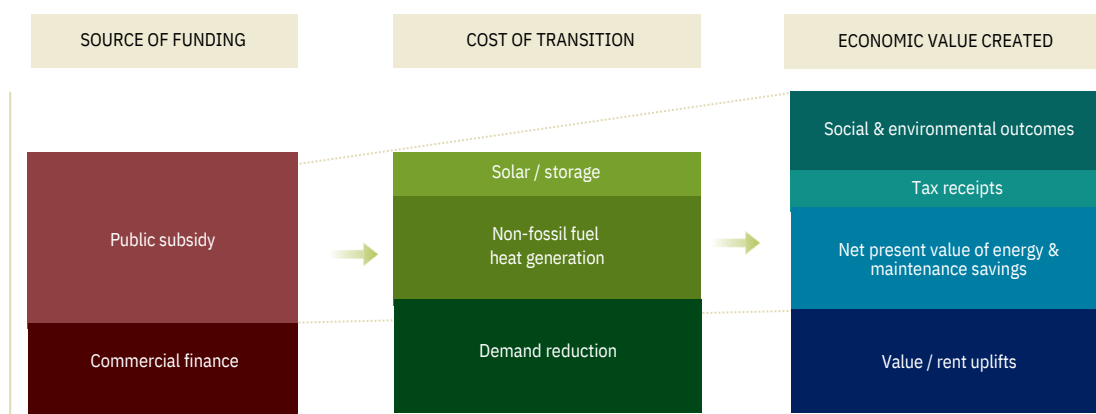 SOURCE OF FUNDING
COST OF TRANSITION
ECONOMIC VALUE CREATED
Public subsidy
Commercial finance
Solar / storage
Non-fossil fuel
heat generation
Demand reduction
Social & environmental outcomes
Tax receipts
Net present value of energy &
maintenance savings
Value / rent uplifts